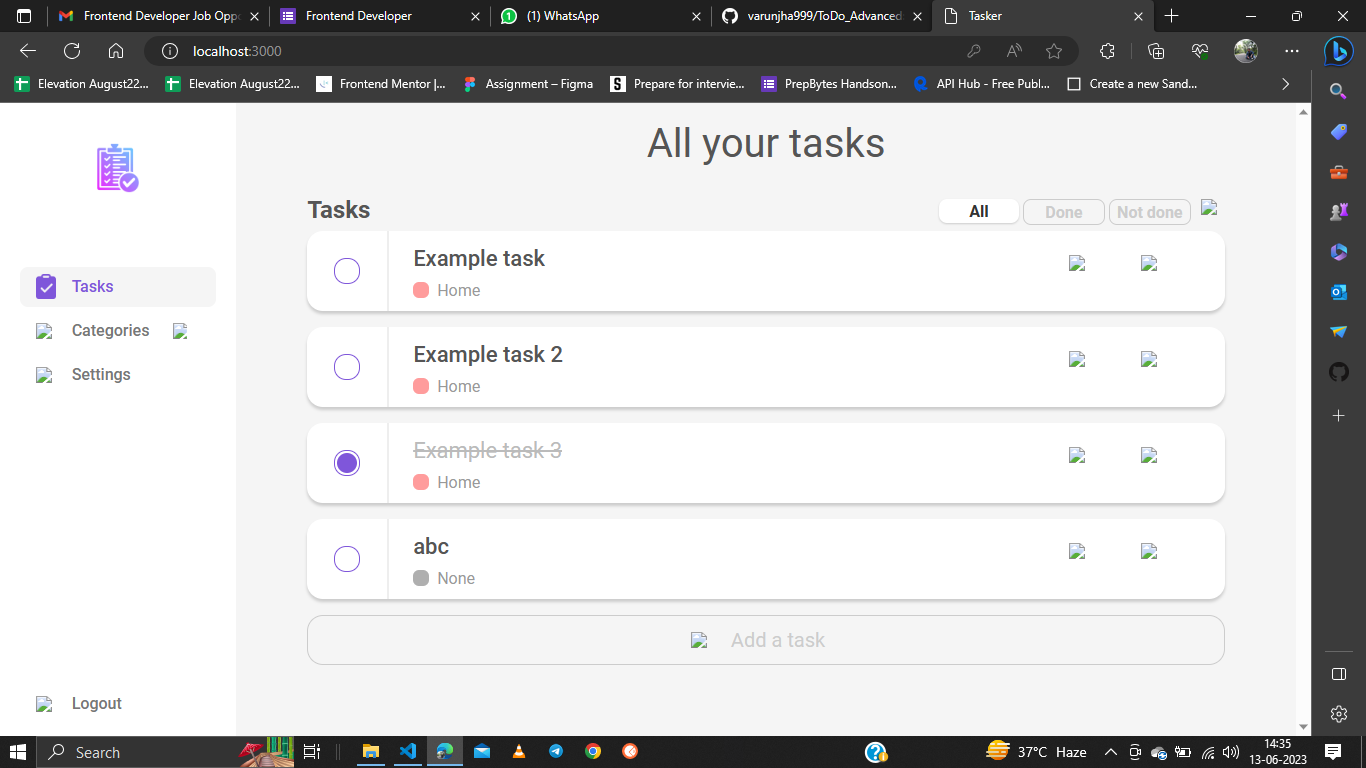 Frontend Developer Job Oppo
Frontend Developer
(1) WhatsApp
varunjha999/ToDo_Advanced
Tasker
localhost:3000
Elevation August22...
Elevation August22...
Frontend Mentor |...
Assignment – Figma
Prepare for intervie...
PrepBytes Handson...
API Hub - Free Publ...
Create a new Sand...
All your tasks
Tasks
All
Done
Not done
Tasks
Categories
Settings
Logout
Example task
Home
Example task 2
Home
Example task 3
Home
abc
None
Add a task
Search
37°C Haze
14:35
13-06-2023